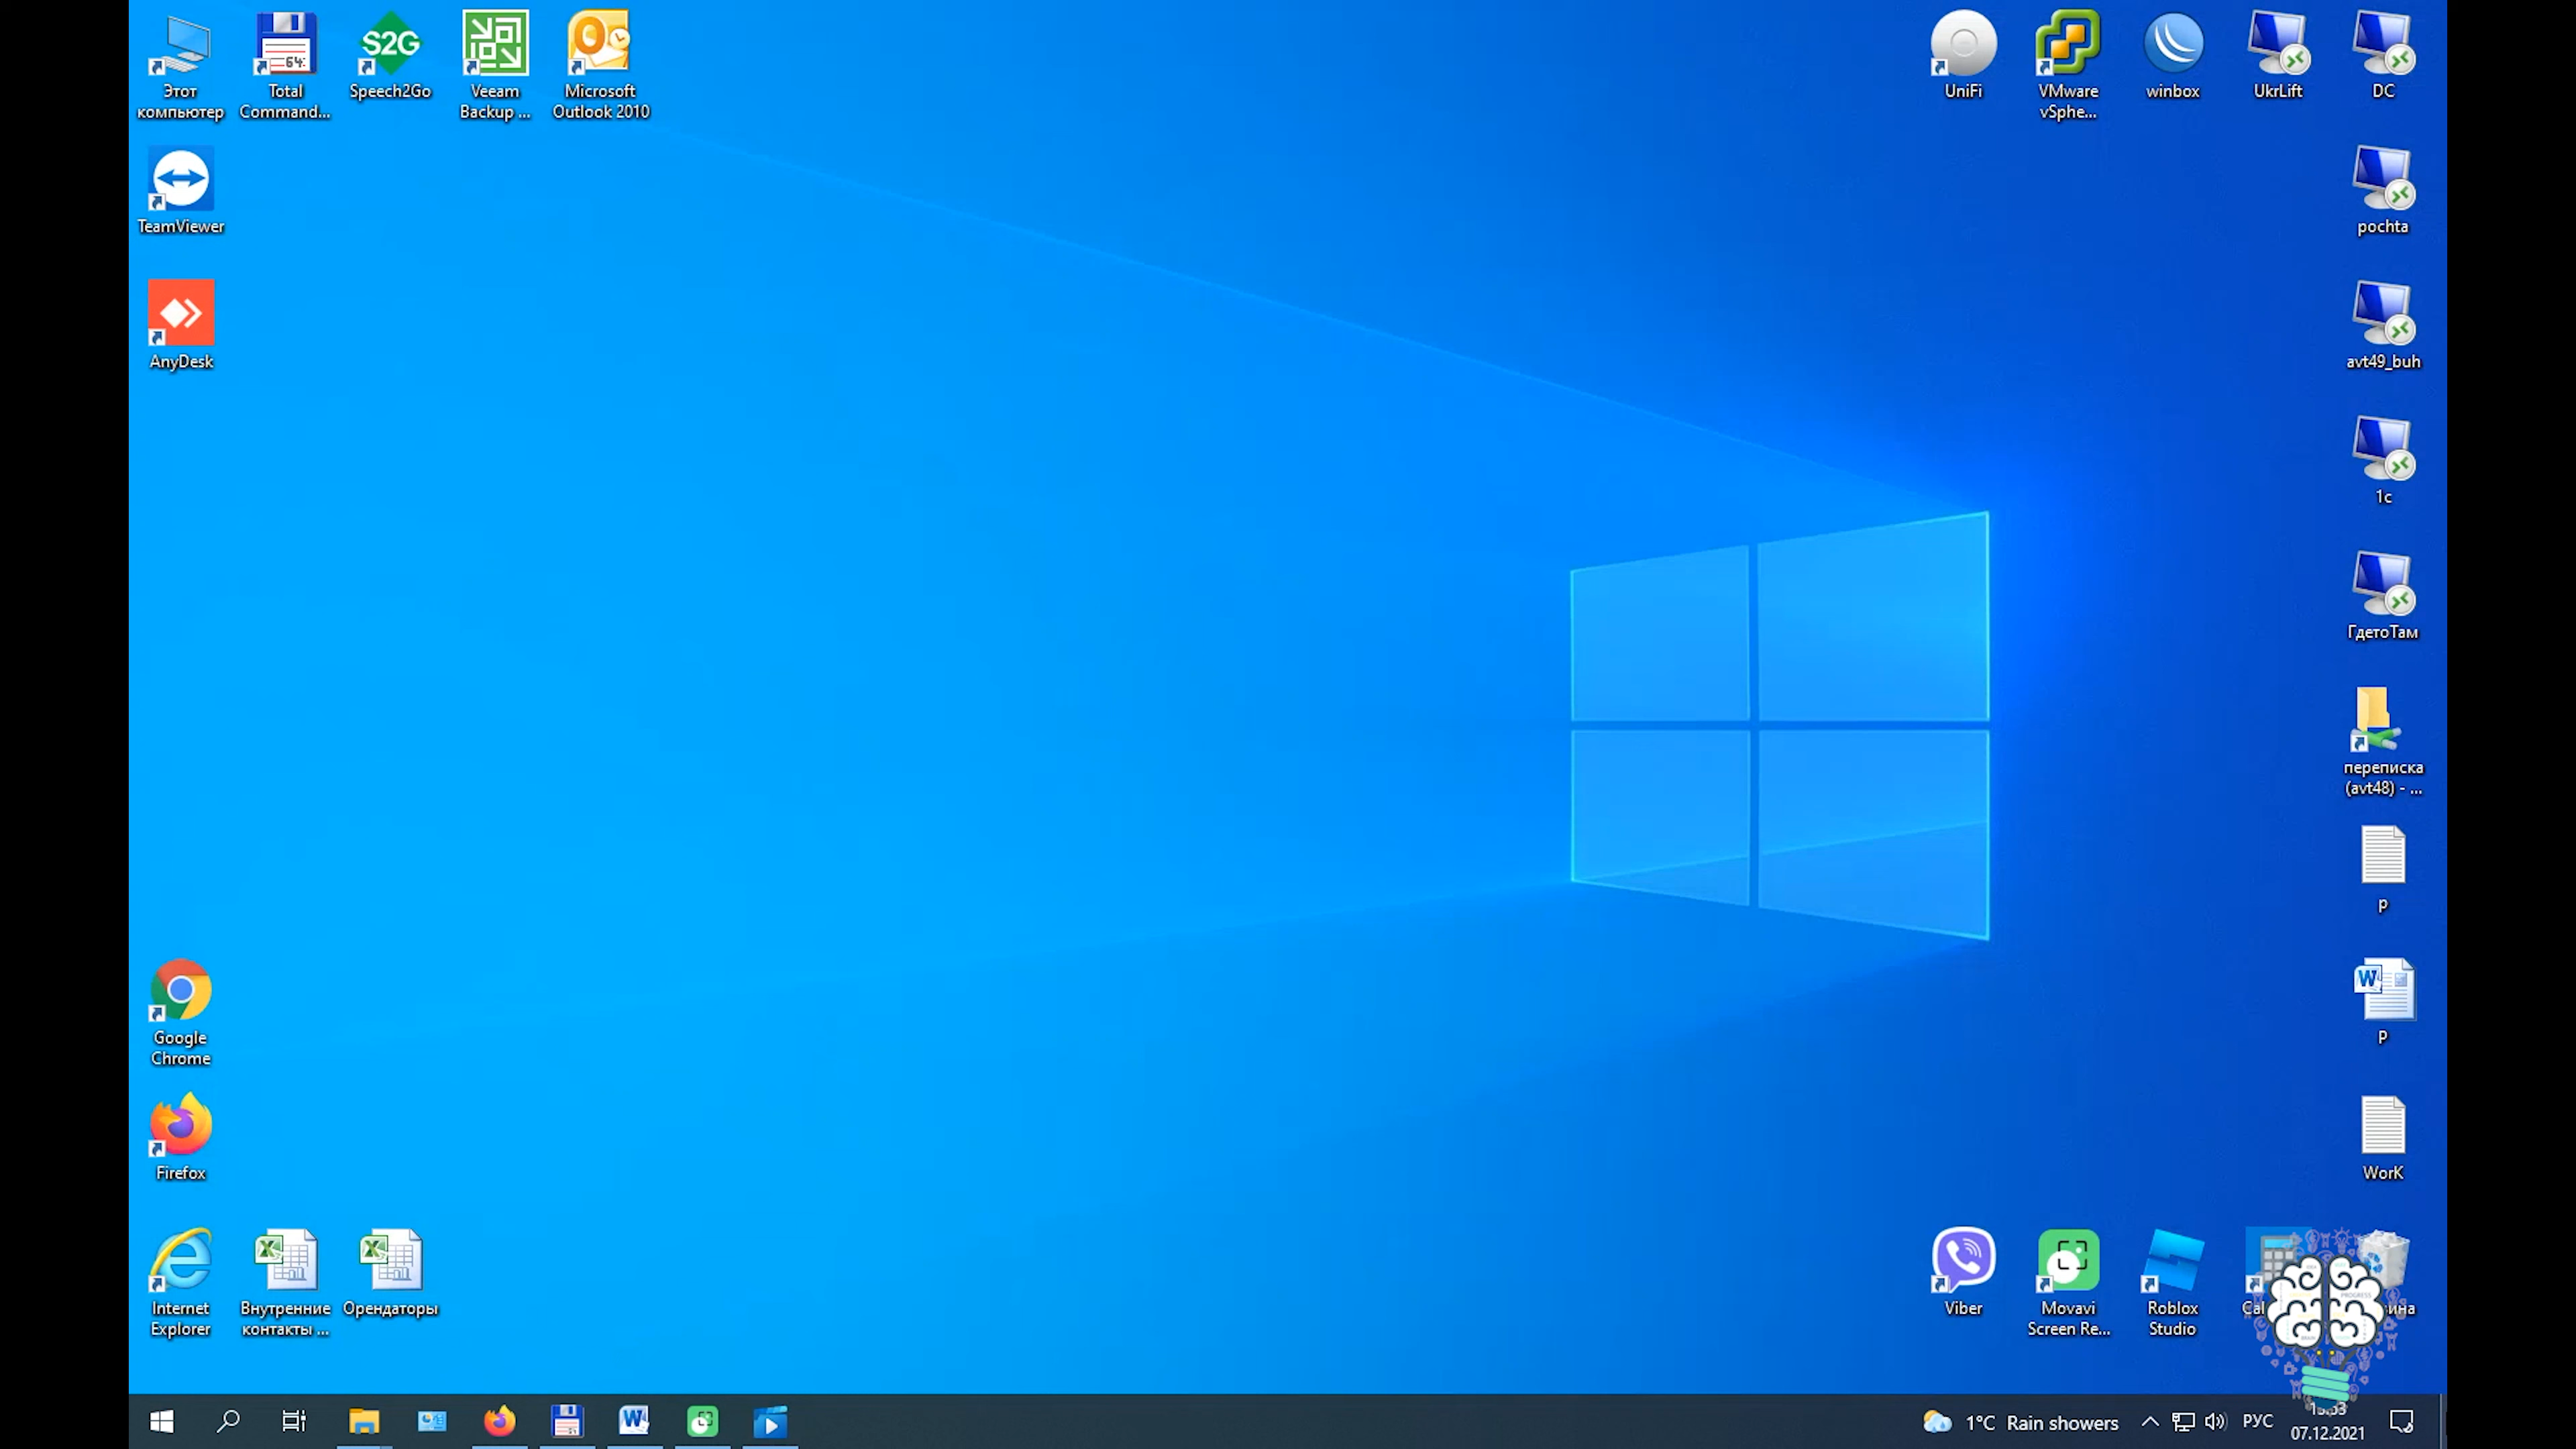 Этот
компьютер
Total
Command...
64
S2G
Speech2Go
Veeam
Backup ...
Microsoft
Outlook 2010
UniFi
VMware
vSphe...
winbox
UkrLift
DC
TeamViewer
pochta
AnyDesk
avt49_buh
1c
ГдетоТам
переписка
(avt48) - ...
p
Google
Chrome
P
Firefox
WorK
Internet
Explorer
Внутренние
контакты ...
Орендаторы
Viber
Movavi
Screen Re...
Roblox
Studio
1°C Rain showers
РУС
07.12.2021